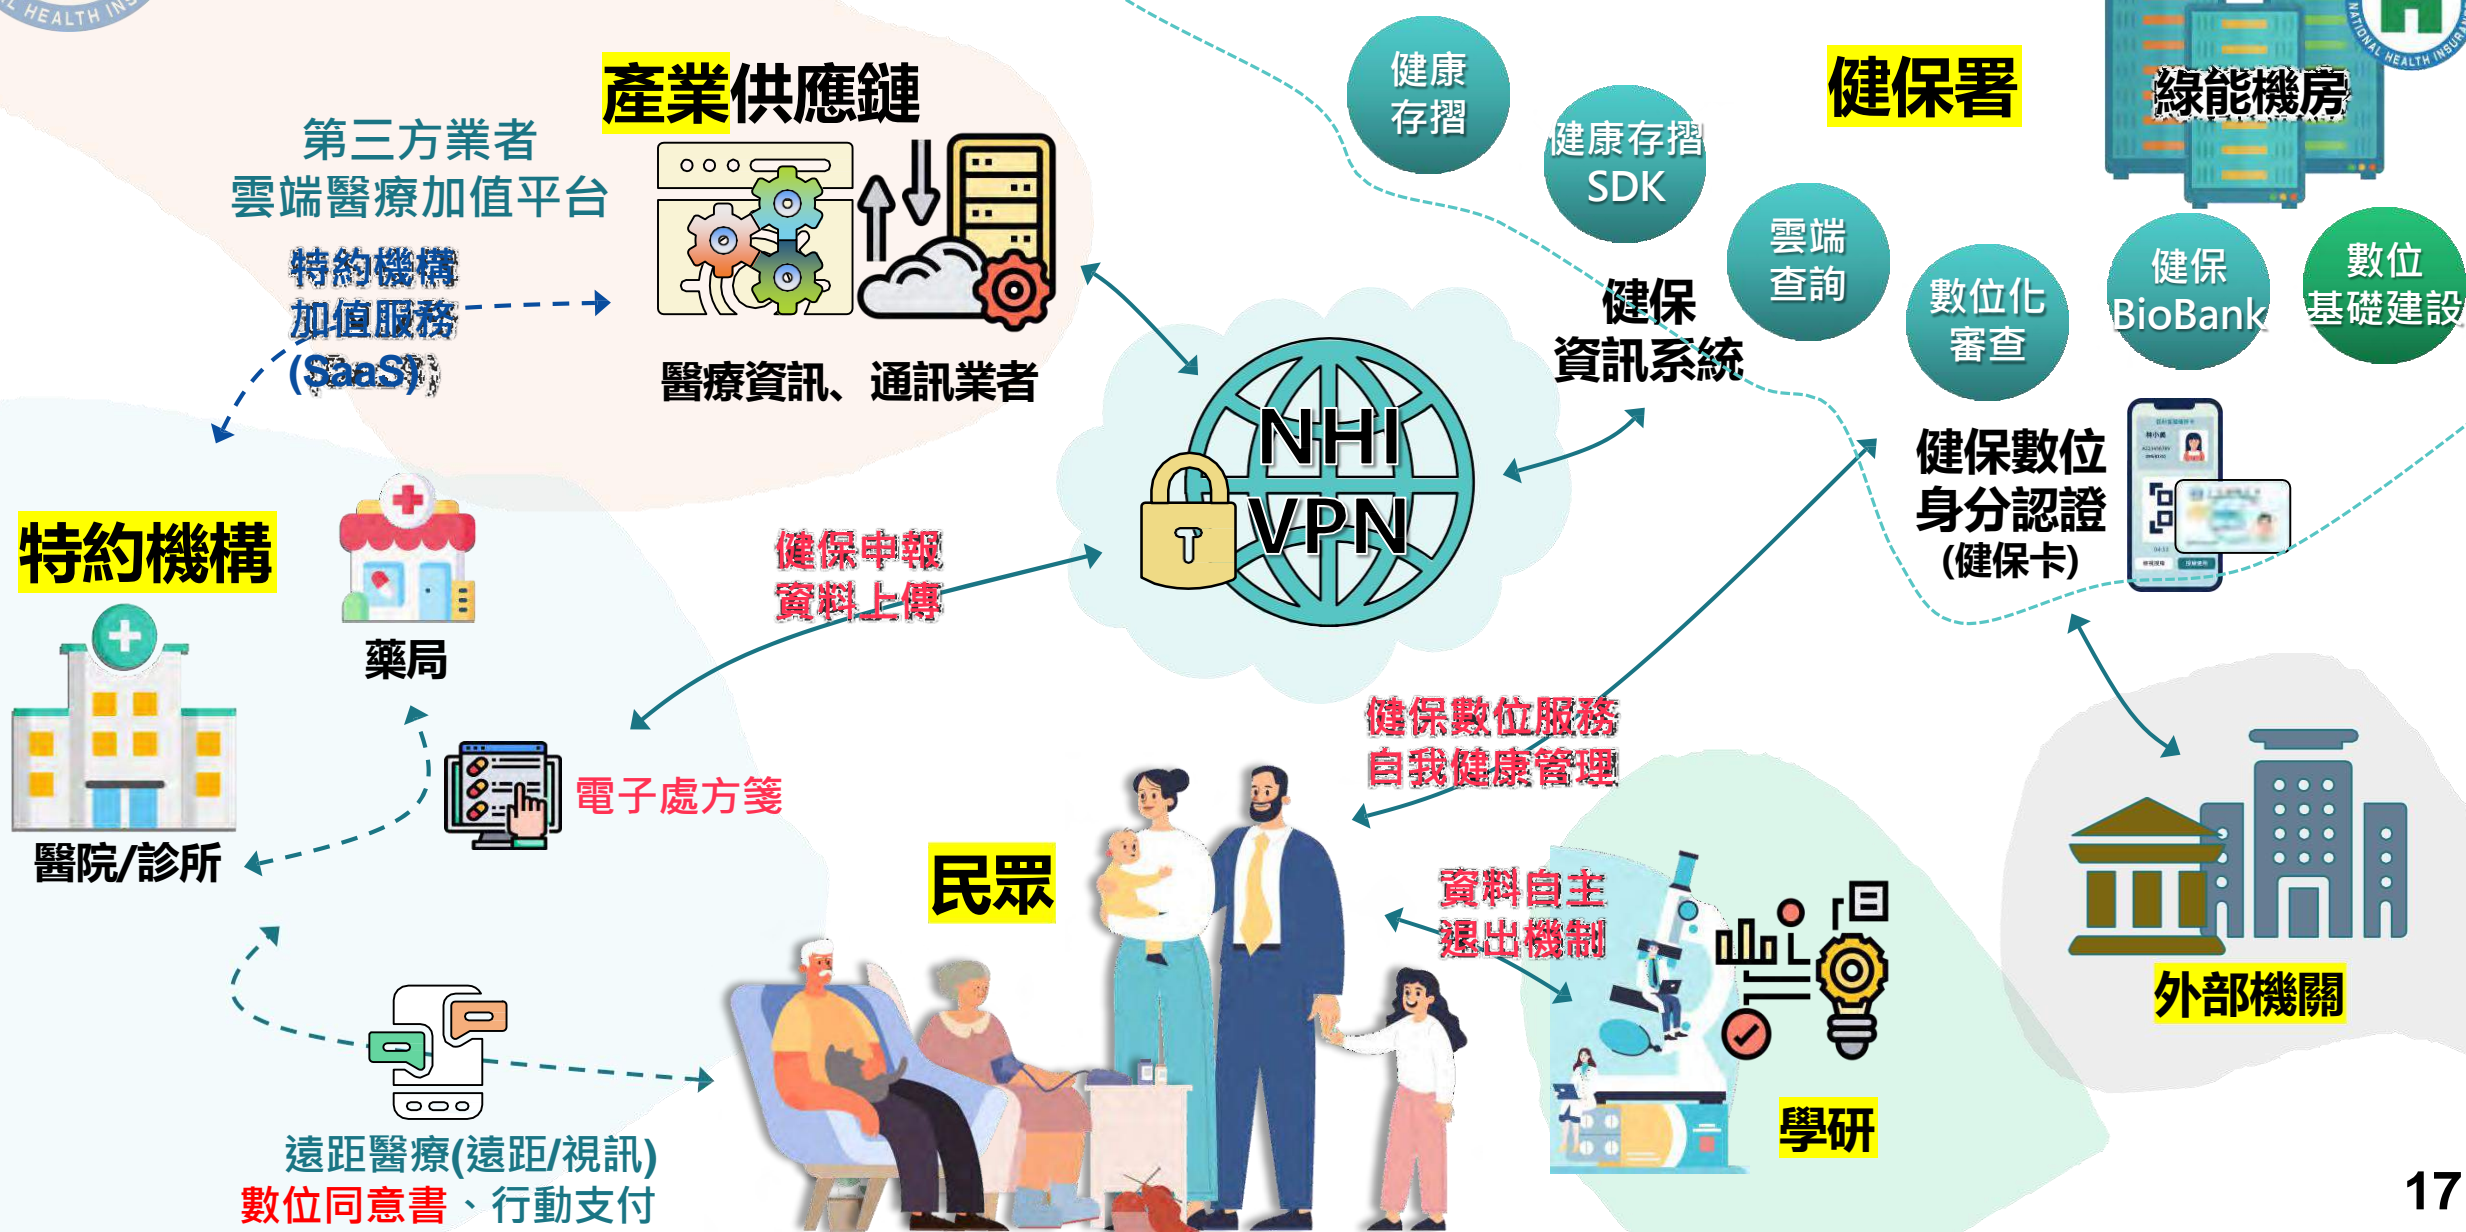 HEALTH INS
產業供應鏈
第三方業者
雲端醫療加值平台
特約機構
加值服務
(SaaS)
醫療資訊、通訊業者
健康
存摺
健康存摺
SDK
雲端
查詢
數位化
審查
健保
BioBank
數位
基礎建設
健保署
綠能機房
NATIONAL HEALTH INSURAN
健保
資訊系統
NHI
VPN
健保數位
身分認證
(健保卡)
特約機構
藥局
醫院/診所
健保申報
資料上傳
電子處方箋
健保數位服務
自我健康管理
民眾
資料自主
退出機制
學研
外部機關
遠距醫療(遠距/視訊)
數位同意書、行動支付
17